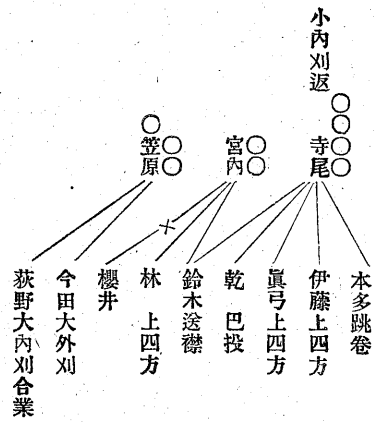 小內刈返
○○○○
寺尾
○○
宮內
○○○
笠原
×
本多跳卷
伊藤上四方
眞弓上四方
乾　巴投
鈴木送襟
林　上四方
櫻井
今田大外刈
荻野大內刈合業